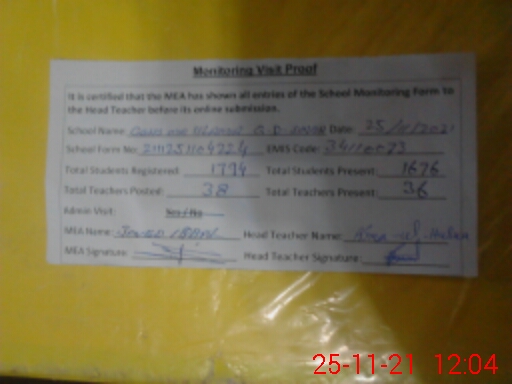 Monitoring Visit Proof
It is certified that the MEA has shown all entries of the School Monitoring Form to
the Head Teacher before its online submission.
School Name: Date: 25/11/2021
School Form No: EMIS Code:
Total Students Registered: 1794 Total Students Present: 1676
Total Teachers Posted: 38 Total Teachers Present: 36
Admin Visit: Yes / No
MEA Name: Head Teacher Name:
MEA Signature: Head Teacher Signature:
25-11-21 12:04